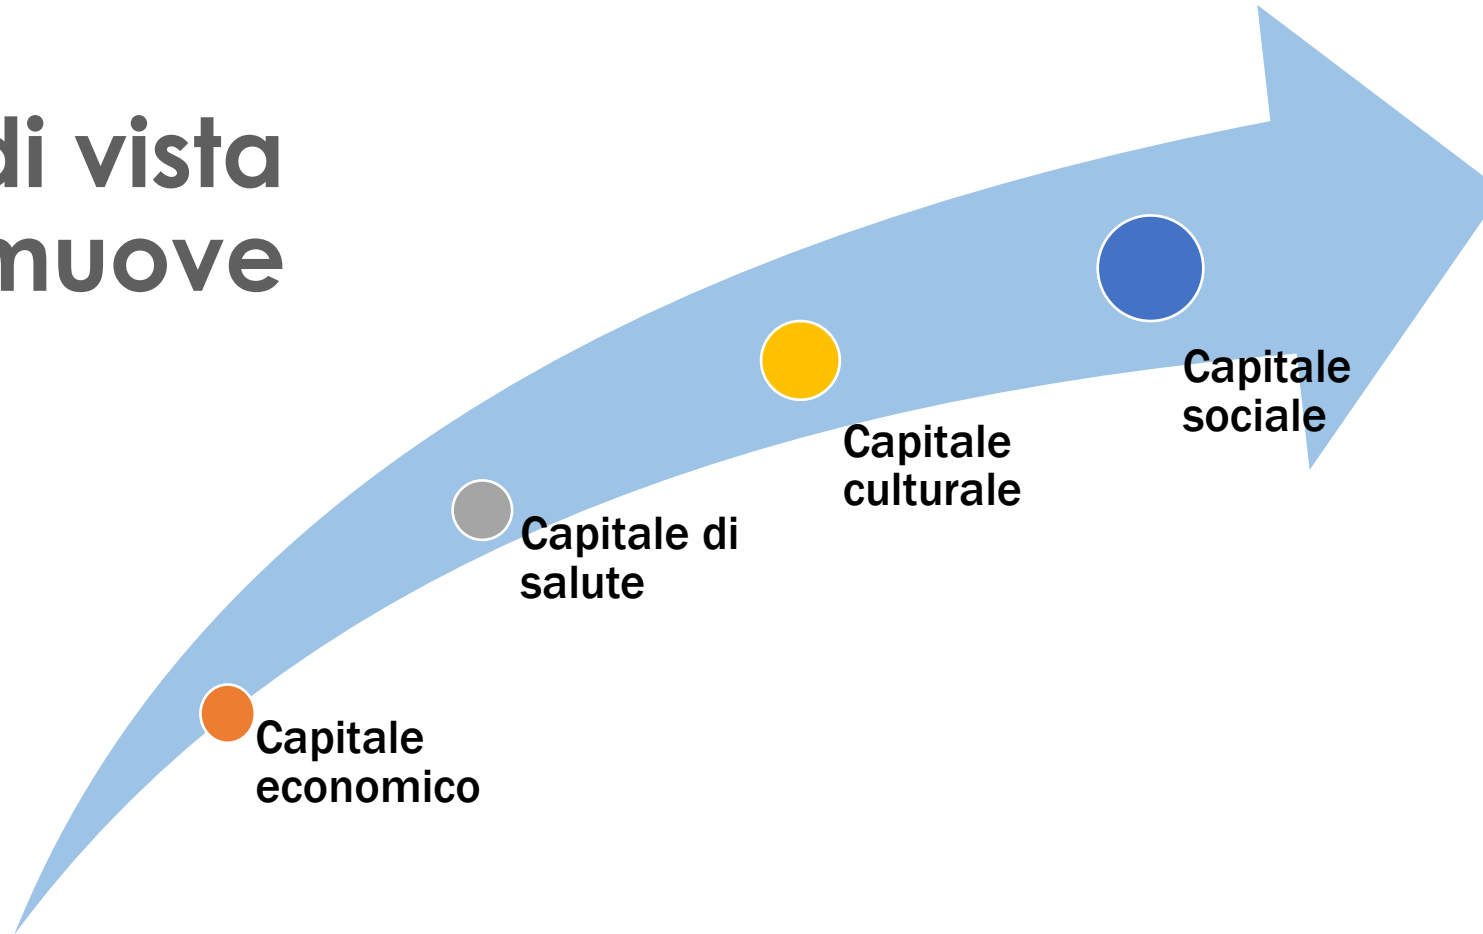 di vista
muove
Capitale
sociale
Capitale
culturale
Capitale di
salute
Capitale
economico